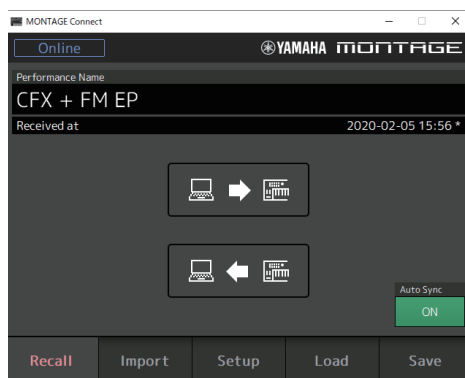 MONTAGE Connect
Online
YAMAHA MONTAGE
Performance Name
CFX + FM EP
Received at 2020-02-05 15:56 *
Auto Sync
ON
Recall Import Setup Load Save